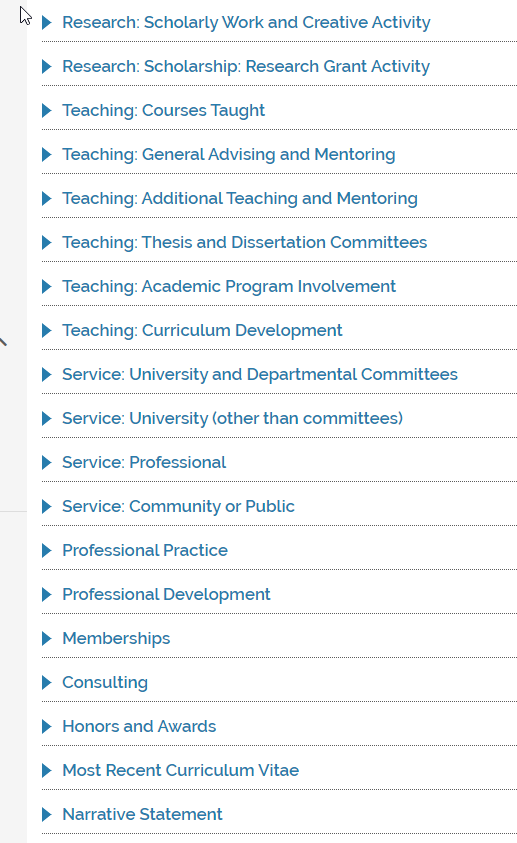 Research: Scholarly Work and Creative Activity
Research: Scholarship: Research Grant Activity
Teaching: Courses Taught
Teaching: General Advising and Mentoring
Teaching: Additional Teaching and Mentoring
Teaching: Thesis and Dissertation Committees
Teaching: Academic Program Involvement
Teaching: Curriculum Development
Service: University and Departmental Committees
Service: University (other than committees)
Service: Professional
Service: Community or Public
Professional Practice
Professional Development
Memberships
Consulting
Honors and Awards
Most Recent Curriculum Vitae
Narrative Statement